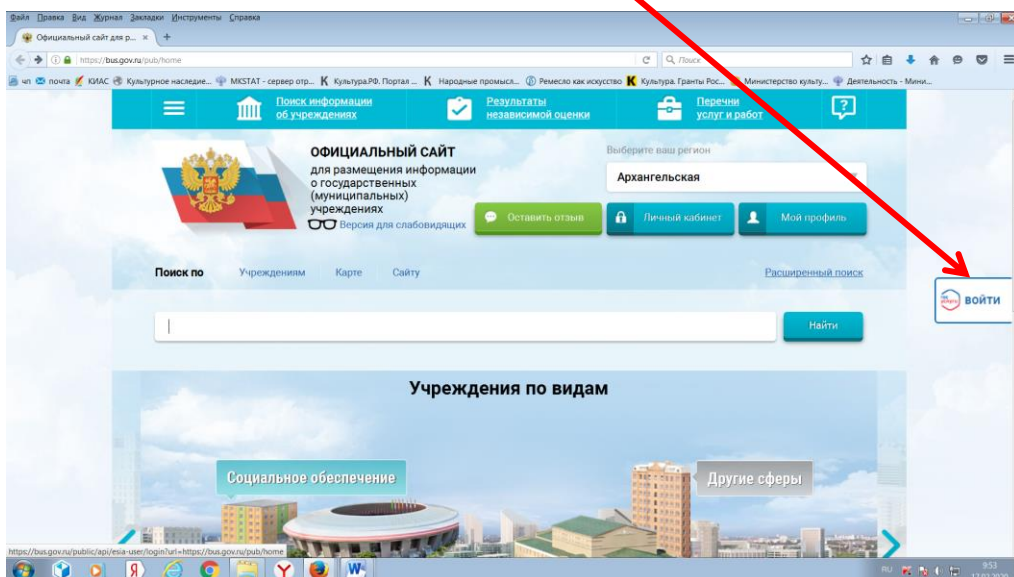 Файл Правка Вид Журнал Закладки Инструменты Справка
Официальный сайт для р... × +
https://bus.gov.ru/pub/home
Поиск
чп почта КИАС Культурное наследие... MKSTAT - сервер отр... Культура.РФ. Портал ... Народные промысл... Ремесло как искусство Культура. Гранты Рос... Министерство культу... Деятельность - Мини...
Поиск информации
об учреждениях
Результаты
независимой оценки
Перечни
услуг и работ
ОФИЦИАЛЬНЫЙ САЙТ
для размещения информации
о государственных
(муниципальных)
учреждениях
Версия для слабовидящих
Выберите ваш регион
Архангельская
Оставить отзыв
Личный кабинет
Мой профиль
Поиск по Учреждениям Карте Сайту Расширенный поиск
ВОЙТИ
Найти
Учреждения по видам
Социальное обеспечение
Другие сферы
https://bus.gov.ru/public/api/esia-user/login?url=https://bus.gov.ru/pub/home
RU
9:53
17.02.2020